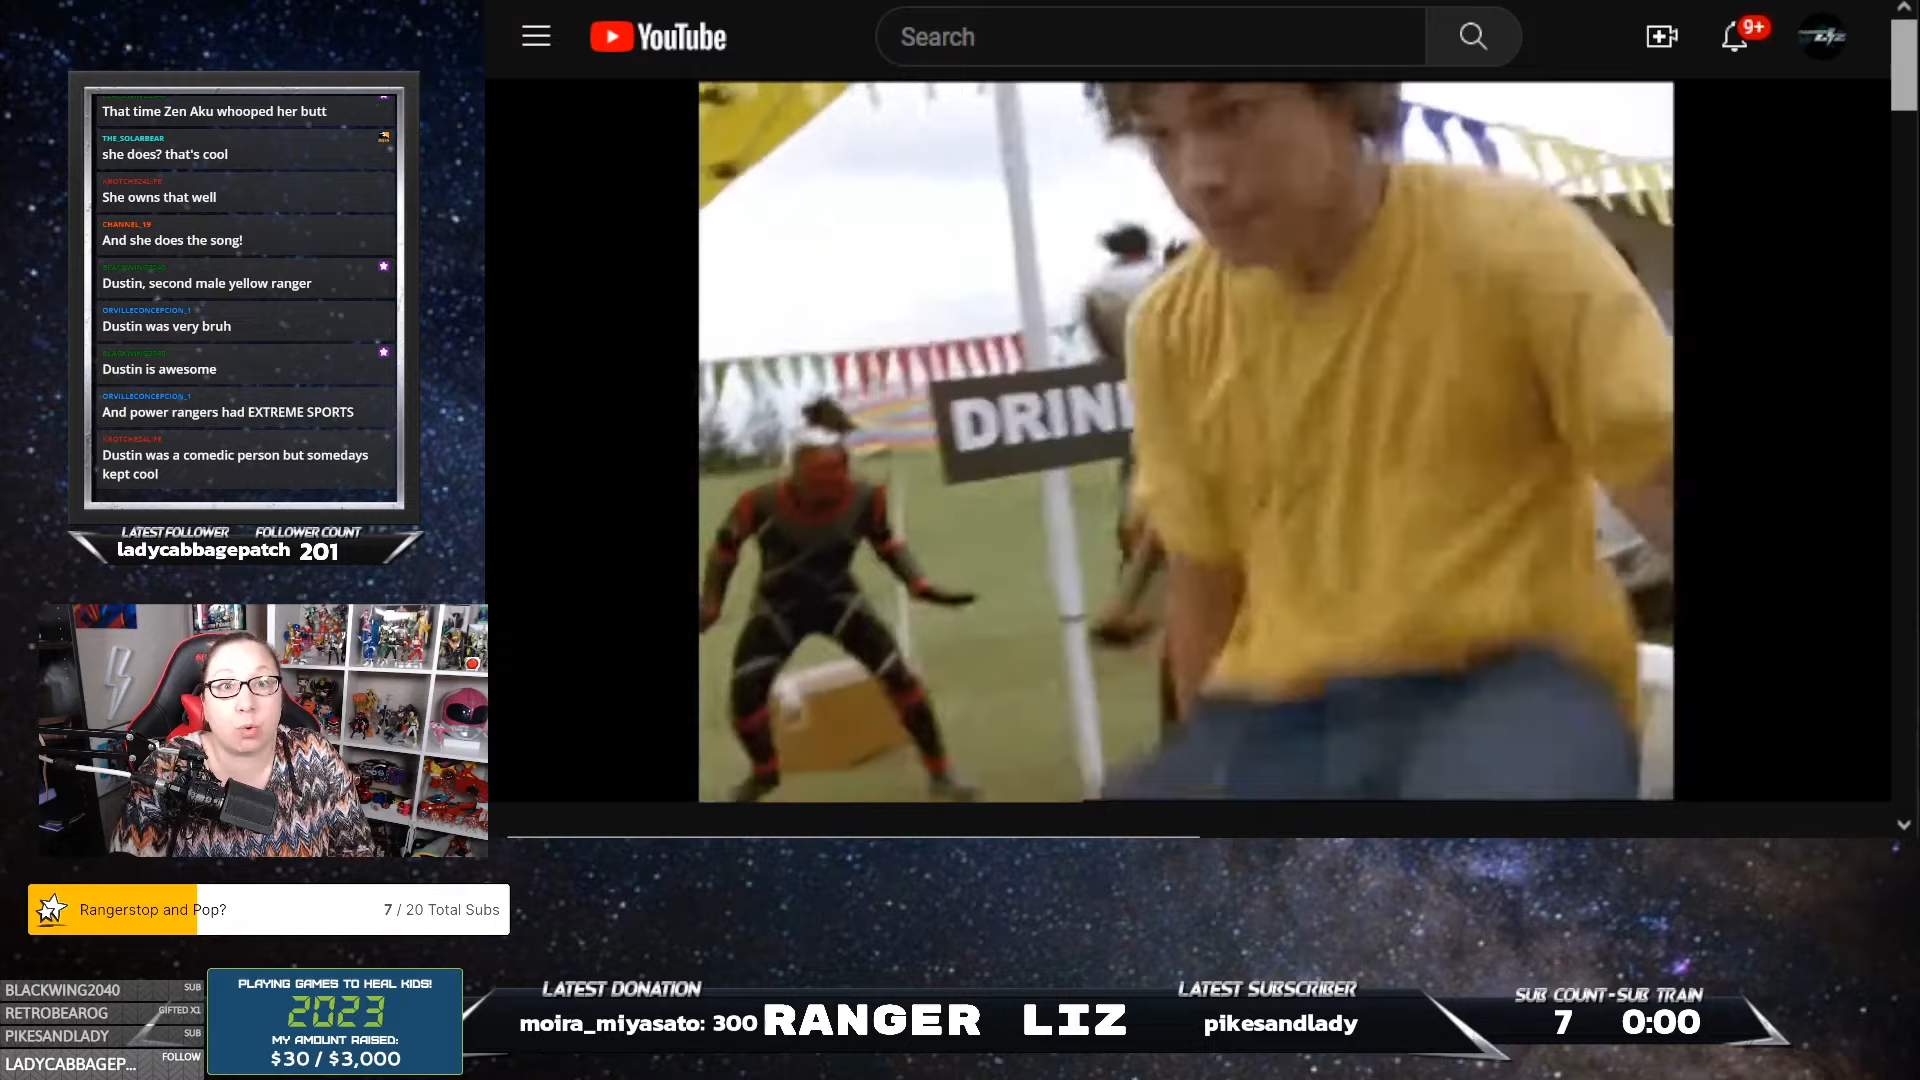 YouTube
Search
9+
That time Zen Aku whooped her butt
THE_SOLARBEAR
she does? that's cool
KROTCHE24LIFE
She owns that well
CHANNEL_19
And she does the song!
BLACKWING2040
Dustin, second male yellow ranger
ORVILLECONCEPCION_1
Dustin was very bruh
BLACKWING2040
Dustin is awesome
ORVILLECONCEPCION_1
And power rangers had EXTREME SPORTS
KROTCHE24LIFE
Dustin was a comedic person but somedays
kept cool
LATEST FOLLOWER FOLLOWER COUNT
ladycabbagepatch 201
DRIN
Rangerstop and Pop? 7 / 20 Total Subs
BLACKWING2040 SUB
RETROBEAROG GIFTED X1
PIKESANDLADY SUB
LADYCABBAGEP... FOLLOW
PLAYING GAMES TO HEAL KIDS!
2023
MY AMOUNT RAISED:
$30 / $3,000
LATEST DONATION
moira_miyasato: 300
RANGER LIZ
LATEST SUBSCRIBER
pikesandlady
SUB COUNT-SUB TRAIN
7 0:00